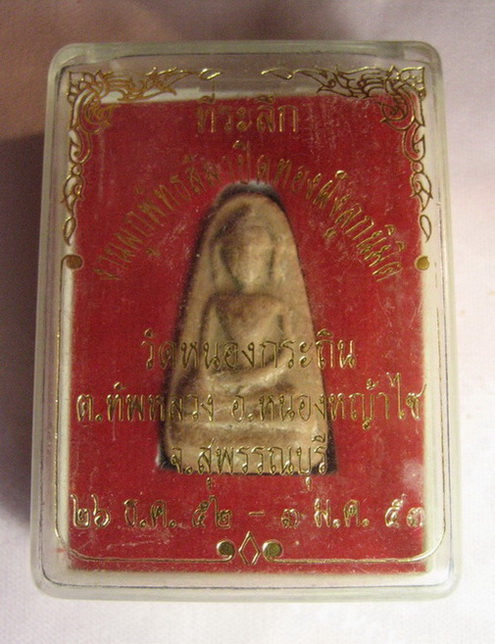 ที่ระลึก
งานผูกพัทธสีมาปิดทองฝังลูกนิมิต
วัดหนองกระถิน
ต.ทัพหลวง อ.หนองหญ้าไซ
จ.สุพรรณบุรี
๒๖ ธ.ค. ๕๒ - ๓ ม.ค. ๕๓